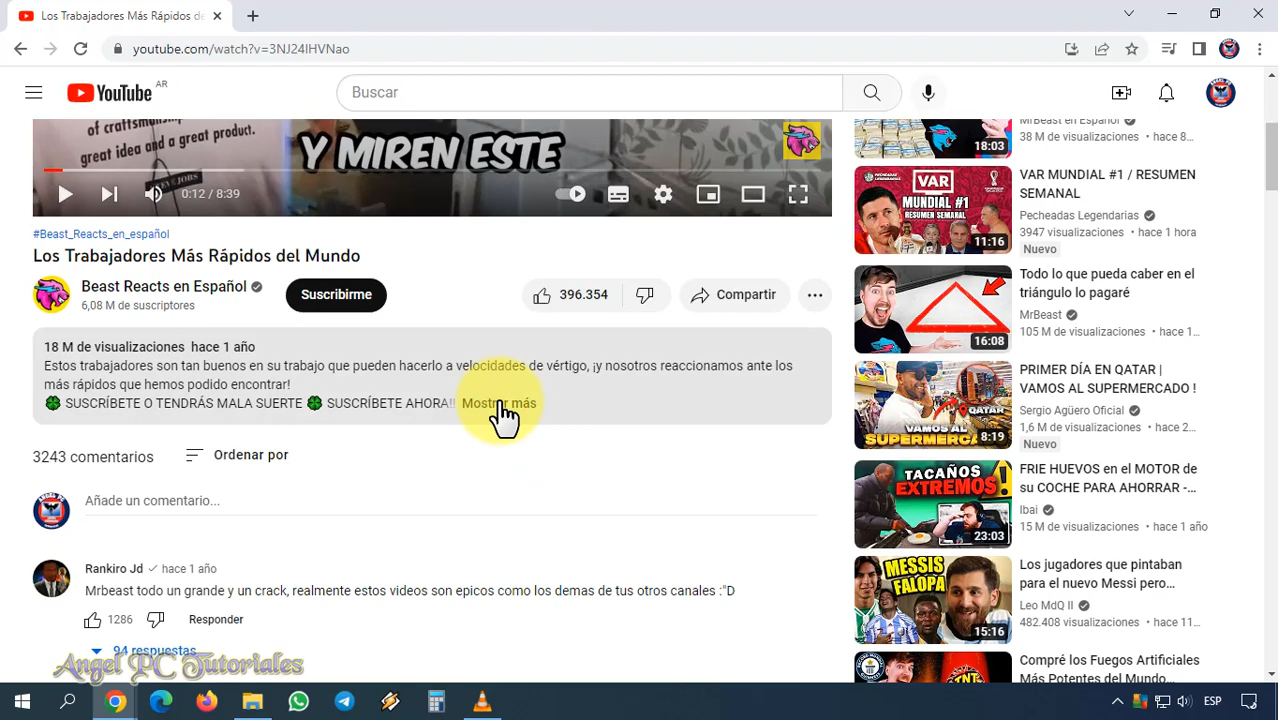 Los Trabajadores Más Rápidos de
youtube.com/watch?v=3NJ24lHVNao
YouTube AR
Buscar
of craftsmanship
great idea and a great product.
EVE JOBS
Y MIREN ESTE
0:12 / 8:39
#Beast_Reacts_en_español
Los Trabajadores Más Rápidos del Mundo
Beast Reacts en Español
6,08 M de suscriptores
Suscribirme
396.354
Compartir
18 M de visualizaciones hace 1 año
Estos trabajadores son tan buenos en su trabajo que pueden hacerlo a velocidades de vértigo, ¡y nosotros reaccionamos ante los
más rápidos que hemos podido encontrar!
🍀 SUSCRÍBETE O TENDRÁS MALA SUERTE 🍀 SUSCRÍBETE AHORA!! Mostrar más
3243 comentarios
Ordenar por
Añade un comentario...
Rankiro Jd
hace 1 año
Mrbeast todo un grande y un crack, realmente estos videos son epicos como los demas de tus otros canales :"D
1286
Responder
94 respuestas
Angel PC Tutoriales
MrBeast en Español
38 M de visualizaciones • hace 8...
18:03
VAR MUNDIAL #1 / RESUMEN
SEMANAL
Pecheadas Legendarias
3947 visualizaciones • hace 1 hora
Nuevo
PECHEADAS LEGENDARIAS
VAR
MUNDIAL #1
RESUMEN SEMANAL
11:16
Todo lo que pueda caber en el
triángulo lo pagaré
MrBeast
105 M de visualizaciones • hace 1...
16:08
PRIMER DÍA EN QATAR |
VAMOS AL SUPERMERCADO !
Sergio Agüero Oficial
1,6 M de visualizaciones • hace 2...
Nuevo
QATAR
VAMOS AL
SUPERMERCA
8:19
FRIE HUEVOS en el MOTOR de
su COCHE PARA AHORRAR -...
Ibai
15 M de visualizaciones • hace 1 año
TACAÑOS
EXTREMOS
23:03
Los jugadores que pintaban
para el nuevo Messi pero...
Leo MdQ II
482.408 visualizaciones • hace 11...
MESSIS
FALOPA
15:16
Compré los Fuegos Artificiales
Más Potentes del Mundo
TNT
ESP